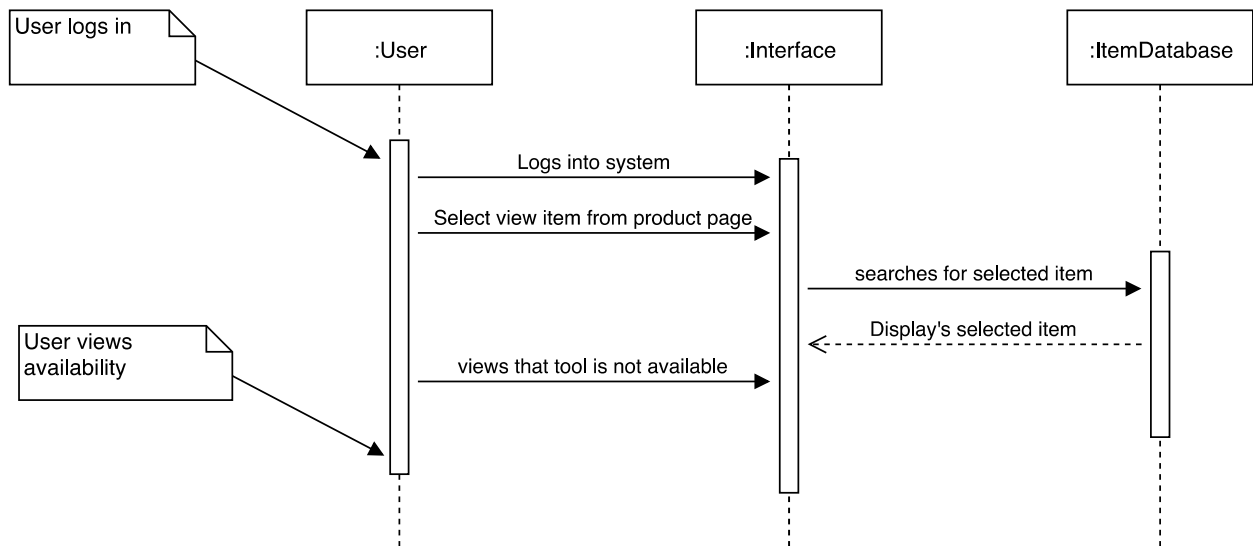 User logs in
:User
:Interface
:ItemDatabase
Logs into system
Select view item from product page
searches for selected item
Display's selected item
User views
availability
views that tool is not available